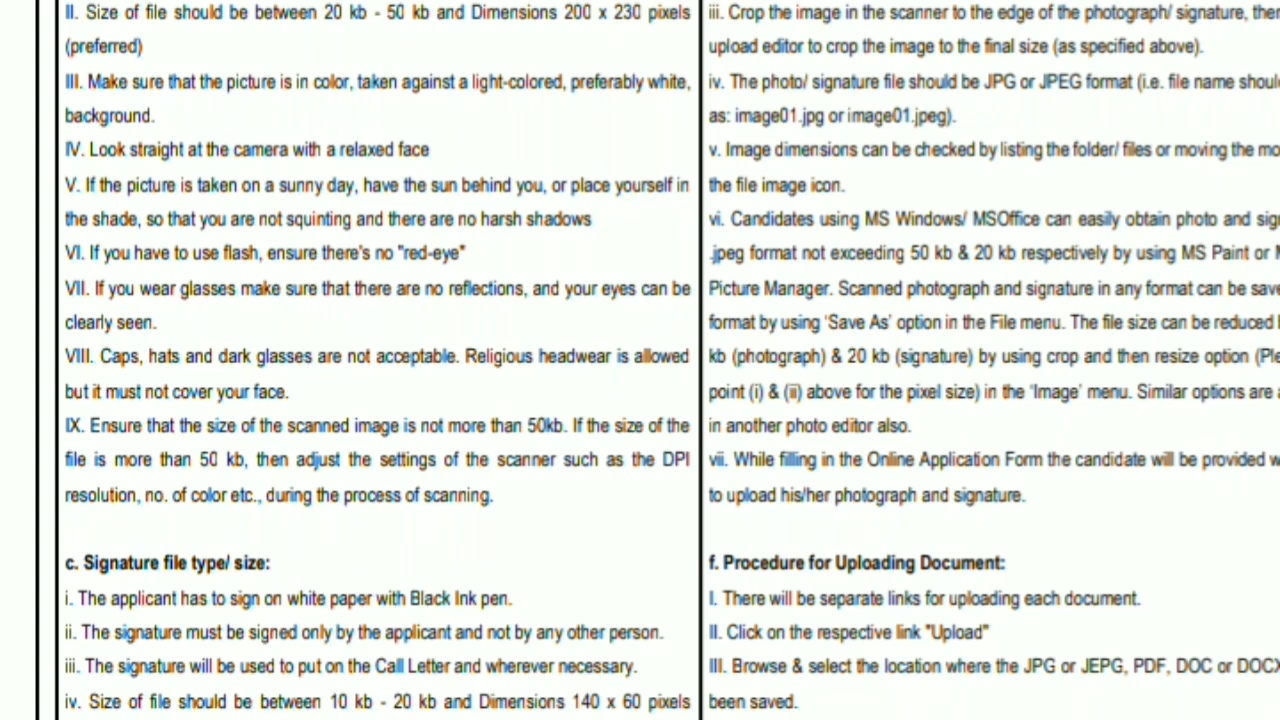 II. Size of file should be between 20 kb - 50 kb and Dimensions 200 x 230 pixels
(preferred)
III. Make sure that the picture is in color, taken against a light-colored, preferably white,
background.
IV. Look straight at the camera with a relaxed face
V. If the picture is taken on a sunny day, have the sun behind you, or place yourself in
the shade, so that you are not squinting and there are no harsh shadows
VI. If you have to use flash, ensure there's no "red-eye"
VII. If you wear glasses make sure that there are no reflections, and your eyes can be
clearly seen.
VIII. Caps, hats and dark glasses are not acceptable. Religious headwear is allowed
but it must not cover your face.
IX. Ensure that the size of the scanned image is not more than 50kb. If the size of the
file is more than 50 kb, then adjust the settings of the scanner such as the DPI
resolution, no. of color etc., during the process of scanning.
c. Signature file type/ size:
i. The applicant has to sign on white paper with Black Ink pen.
ii. The signature must be signed only by the applicant and not by any other person.
iii. The signature will be used to put on the Call Letter and wherever necessary.
iv. Size of file should be between 10 kb - 20 kb and Dimensions 140 x 60 pixels
iii. Crop the image in the scanner to the edge of the photograph/ signature, then
upload editor to crop the image to the final size (as specified above).
iv. The photo/ signature file should be JPG or JPEG format (i.e. file name should
as: image01.jpg or image01.jpeg).
v. Image dimensions can be checked by listing the folder/ files or moving the
the file image icon.
vi. Candidates using MS Windows/ MSOffice can easily obtain photo and
.jpeg format not exceeding 50 kb & 20 kb respectively by using MS Paint or
Picture Manager. Scanned photograph and signature in any format can be
format by using 'Save As' option in the File menu. The file size can be reduced
kb (photograph) & 20 kb (signature) by using crop and then resize option
point (i) & (ii) above for the pixel size) in the 'Image' menu. Similar options are
in another photo editor also.
vii. While filling in the Online Application Form the candidate will be provided
to upload his/her photograph and signature.
f. Procedure for Uploading Document:
I. There will be separate links for uploading each document.
II. Click on the respective link "Upload"
III. Browse & select the location where the JPG or JEPG, PDF, DOC or DOCX
been saved.